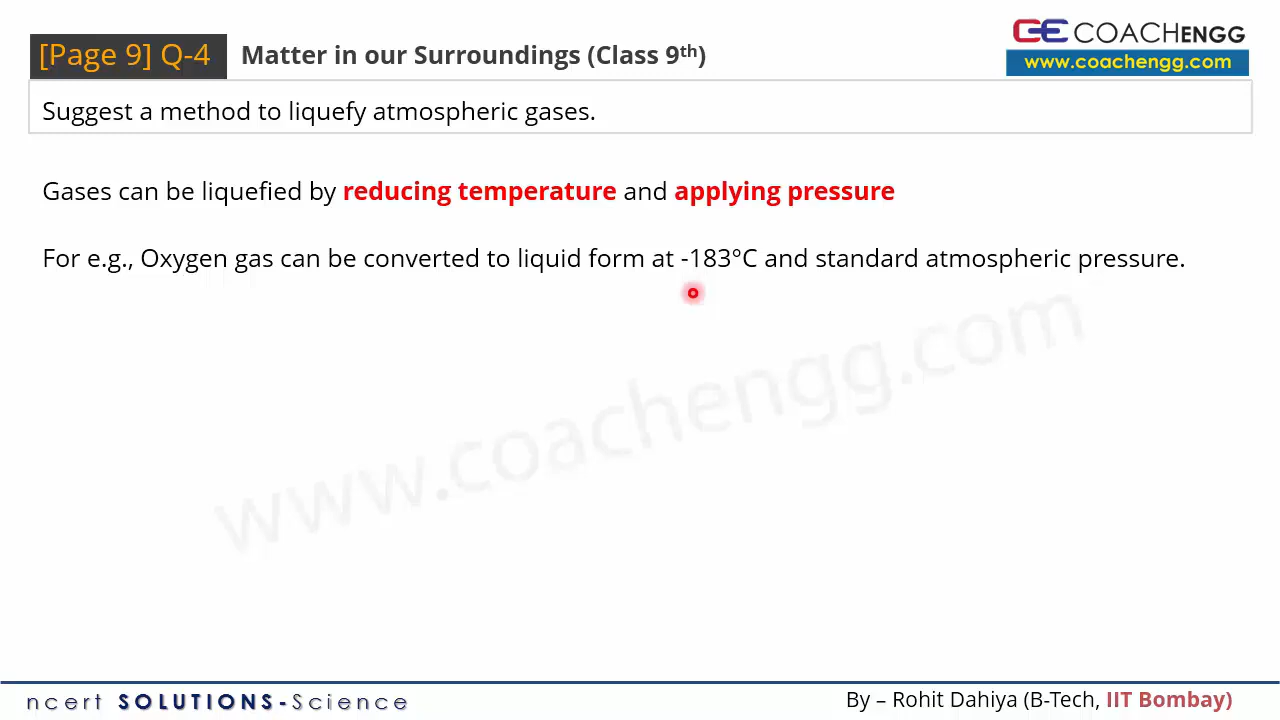 [Page 9] Q-4 Matter in our Surroundings (Class 9th)
CE COACHENGG
www.coachengg.com
Suggest a method to liquefy atmospheric gases.
Gases can be liquefied by reducing temperature and applying pressure
For e.g., Oxygen gas can be converted to liquid form at -183°C and standard atmospheric pressure.
www.coachengg.com
ncert SOLUTIONS-Science
By – Rohit Dahiya (B-Tech, IIT Bombay)